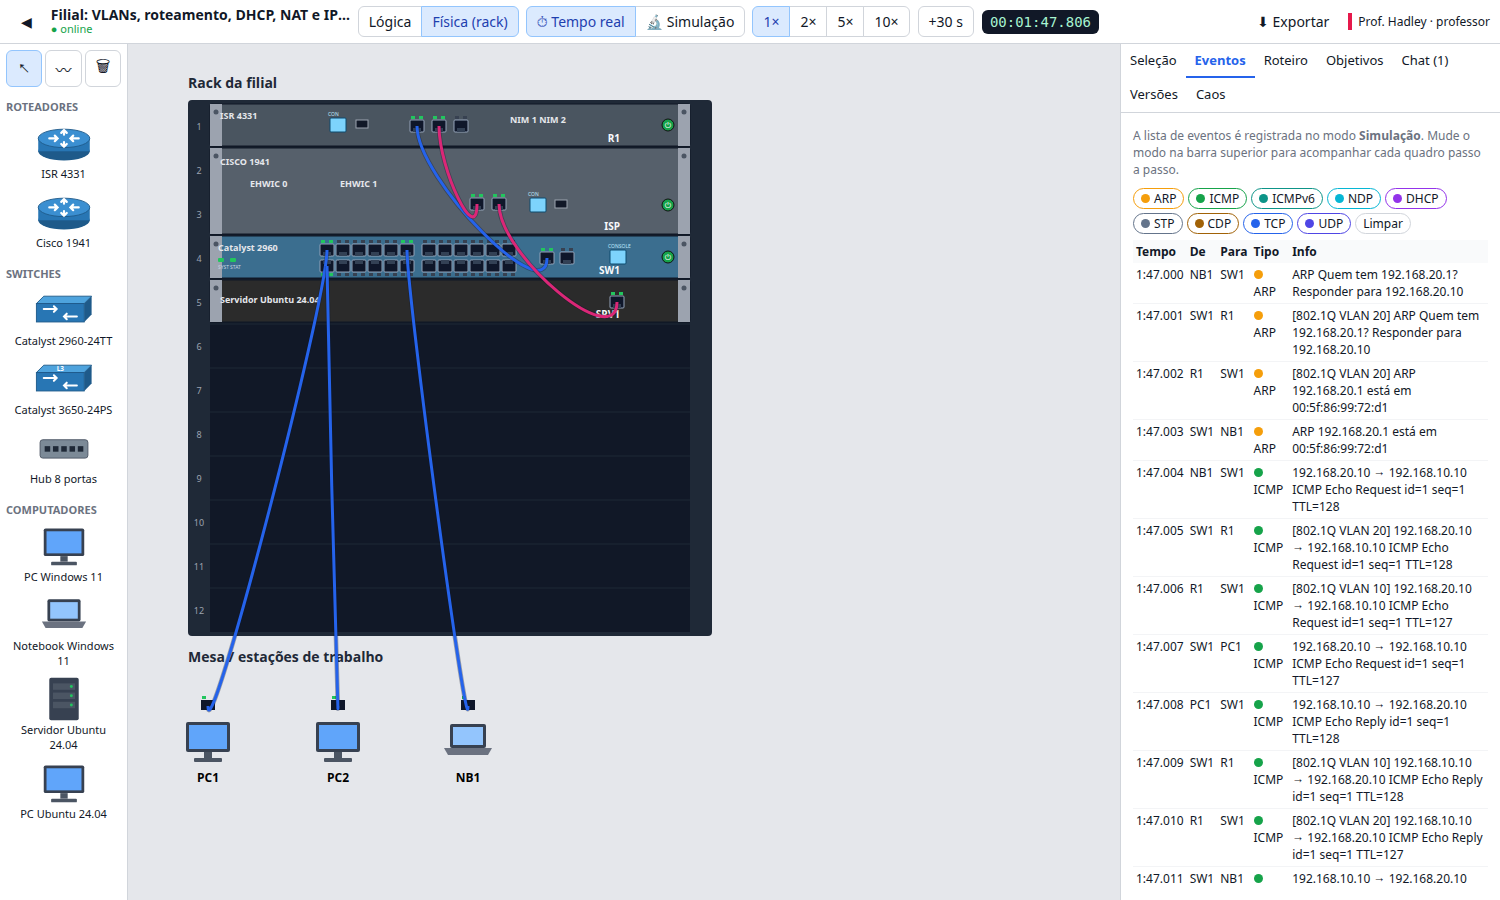 ◀ Filial: VLANs, roteamento, DHCP, NAT e IP...
● online
Lógica Física (rack) ⏱ Tempo real 🔬 Simulação 1× 2× 5× 10× +30 s 00:01:47.806 ⬇ Exportar Prof. Hadley · professor
ROTEADORES
ISR 4331
Cisco 1941
SWITCHES
Catalyst 2960-24TT
L3
Catalyst 3650-24PS
Hub 8 portas
COMPUTADORES
PC Windows 11
Notebook Windows
11
Servidor Ubuntu
24.04
PC Ubuntu 24.04
Rack da filial
1
ISR 4331
CON
NIM 1 NIM 2
R1
2
CISCO 1941
EHWIC 0 EHWIC 1
3
CON
ISP
4
Catalyst 2960
SYST STAT
CONSOLE
SW1
5
Servidor Ubuntu 24.04
SRV1
6
7
8
9
10
11
12
Mesa / estações de trabalho
PC1 PC2 NB1
Seleção Eventos Roteiro Objetivos Chat (1)
Versões Caos
A lista de eventos é registrada no modo Simulação. Mude o
modo na barra superior para acompanhar cada quadro passo
a passo.
ARP ICMP ICMPv6 NDP DHCP
STP CDP TCP UDP Limpar
Tempo De Para Tipo Info
1:47.000 NB1 SW1 ARP ARP Quem tem 192.168.20.1?
Responder para 192.168.20.10
1:47.001 SW1 R1 ARP [802.1Q VLAN 20] ARP Quem tem
192.168.20.1? Responder para
192.168.20.10
1:47.002 R1 SW1 ARP [802.1Q VLAN 20] ARP
192.168.20.1 está em
00:5f:86:99:72:d1
1:47.003 SW1 NB1 ARP ARP 192.168.20.1 está em
00:5f:86:99:72:d1
1:47.004 NB1 SW1 ICMP 192.168.20.10 → 192.168.10.10
ICMP Echo Request id=1 seq=1
TTL=128
1:47.005 SW1 R1 ICMP [802.1Q VLAN 20] 192.168.20.10
→ 192.168.10.10 ICMP Echo
Request id=1 seq=1 TTL=128
1:47.006 R1 SW1 ICMP [802.1Q VLAN 10] 192.168.20.10
→ 192.168.10.10 ICMP Echo
Request id=1 seq=1 TTL=127
1:47.007 SW1 PC1 ICMP 192.168.20.10 → 192.168.10.10
ICMP Echo Request id=1 seq=1
TTL=127
1:47.008 PC1 SW1 ICMP 192.168.10.10 → 192.168.20.10
ICMP Echo Reply id=1 seq=1
TTL=128
1:47.009 SW1 R1 ICMP [802.1Q VLAN 10] 192.168.10.10
→ 192.168.20.10 ICMP Echo Reply
id=1 seq=1 TTL=128
1:47.010 R1 SW1 ICMP [802.1Q VLAN 20] 192.168.10.10
→ 192.168.20.10 ICMP Echo Reply
id=1 seq=1 TTL=127
1:47.011 SW1 NB1 192.168.10.10 → 192.168.20.10